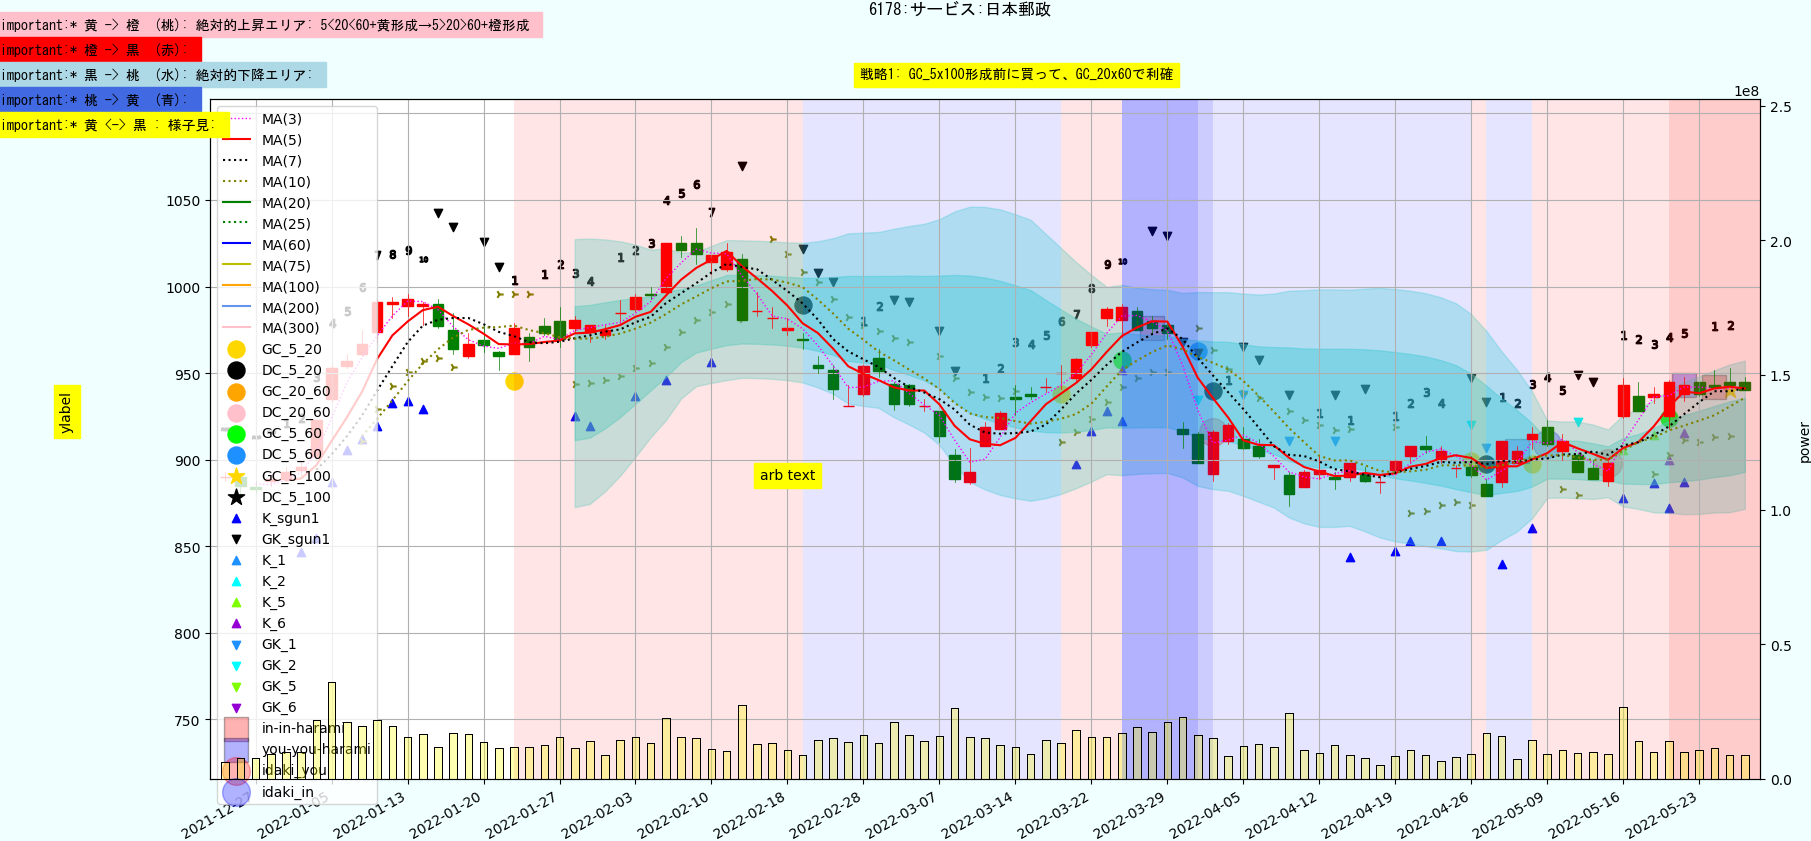 6178:サービス:日本郵政
important:* 黄 -> 橙 (桃): 絶対的上昇エリア: 5<20<60+黄形成→5>20>60+橙形成
important:* 橙 -> 黒 (赤):
important:* 黒 -> 桃 (水): 絶対的下降エリア:
important:* 桃 -> 黄 (青):
important:* 黄 <-> 黒 : 様子見:
戦略1: GC_5x100形成前に買って、GC_20x60で利確
1e8
MA(3)
MA(5)
MA(7)
MA(10)
MA(20)
MA(25)
MA(60)
MA(75)
MA(100)
MA(200)
MA(300)
GC_5_20
DC_5_20
GC_20_60
DC_20_60
GC_5_60
DC_5_60
GC_5_100
DC_5_100
K_sgun1
GK_sgun1
K_1
K_2
K_5
K_6
GK_1
GK_2
GK_5
GK_6
in-in-harami
you-you-harami
idaki_you
idaki_in
1050
1000
950
900
850
800
750
ylabel
arb text
2.5
2.0
1.5
1.0
0.5
0.0
power
2021-12-27
2022-01-05
2022-01-13
2022-01-20
2022-01-27
2022-02-03
2022-02-10
2022-02-18
2022-02-28
2022-03-07
2022-03-14
2022-03-22
2022-03-29
2022-04-05
2022-04-12
2022-04-19
2022-04-26
2022-05-09
2022-05-16
2022-05-23